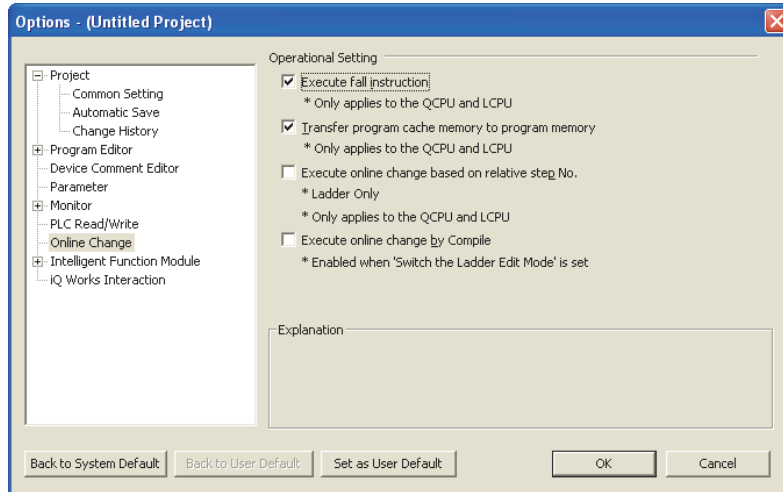 Options - (Untitled Project)
Project
Common Setting
Automatic Save
Change History
Program Editor
Device Comment Editor
Parameter
Monitor
PLC Read/Write
Online Change
Intelligent Function Module
iQ Works Interaction
Operational Setting
Execute fall instruction
* Only applies to the QCPU and LCPU
Transfer program cache memory to program memory
* Only applies to the QCPU and LCPU
Execute online change based on relative step No.
* Ladder Only
* Only applies to the QCPU and LCPU
Execute online change by Compile
* Enabled when 'Switch the Ladder Edit Mode' is set
Explanation
Back to System Default
Back to User Default
Set as User Default
OK
Cancel